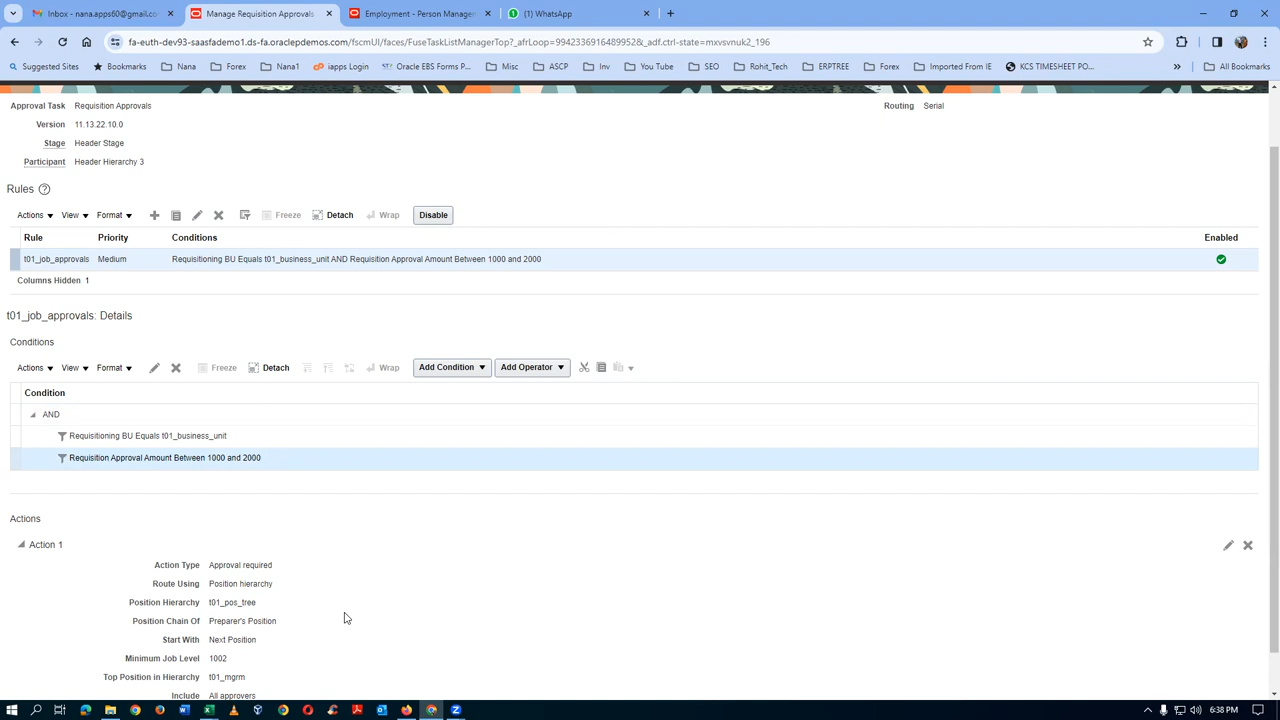 Inbox - nana.apps60@gmail.co
Manage Requisition Approvals
Employment - Person Manager
(1) WhatsApp
fa-euth-dev93-saasfademo1.ds-fa.oraclepdemos.com/fscmUI/faces/FuseTaskListManagerTop?_afrLoop=99423369164899528&_adf.ctrl-state=mxvsvnuk2_196
Suggested Sites
Bookmarks
Nana
Forex
Nana1
iapps Login
Oracle EBS Forms P...
Misc
ASCP
Inv
You Tube
SEO
Rohit_Tech
ERPTREE
Forex
Imported From IE
KCS TIMESHEET PO...
»
All Bookmarks
Approval Task Requisition Approvals
Routing Serial
Version 11.13.22.10.0
Stage Header Stage
Participant Header Hierarchy 3
Rules
Actions View Format Freeze Detach Wrap Disable
Rule Priority Conditions Enabled
t01_job_approvals Medium Requisitioning BU Equals t01_business_unit AND Requisition Approval Amount Between 1000 and 2000
Columns Hidden 1
t01_job_approvals: Details
Conditions
Actions View Format Freeze Detach Wrap Add Condition Add Operator
Condition
AND
Requisitioning BU Equals t01_business_unit
Requisition Approval Amount Between 1000 and 2000
Actions
Action 1
Action Type Approval required
Route Using Position hierarchy
Position Hierarchy t01_pos_tree
Position Chain Of Preparer's Position
Start With Next Position
Minimum Job Level 1002
Top Position in Hierarchy t01_mgrm
Include All approvers
6:38 PM